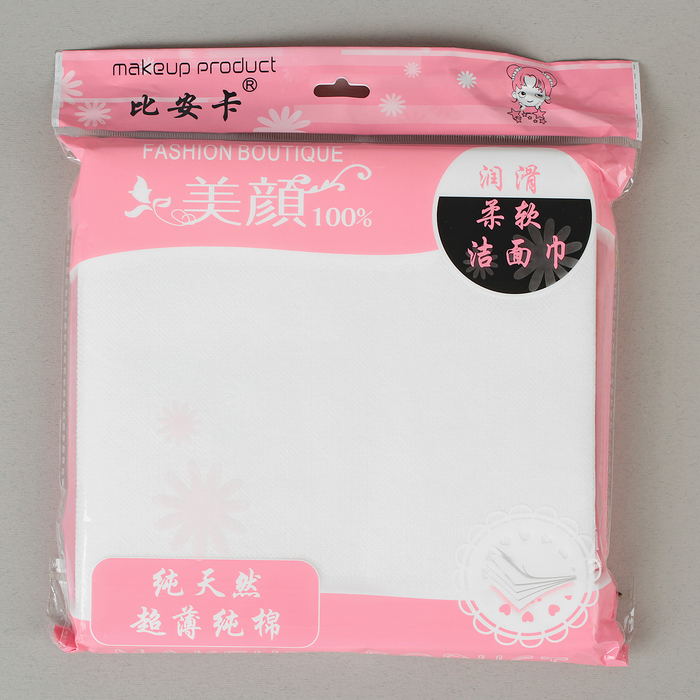 makeup product
比安卡®
FASHION BOUTIQUE
美顔100%
润滑
柔软
洁面巾
纯天然
超薄纯棉